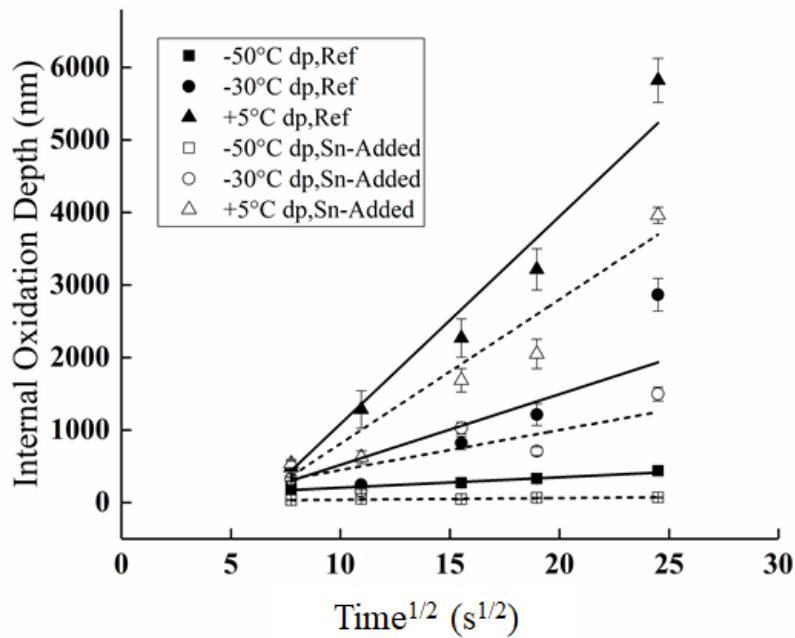 Internal Oxidation Depth (nm)
6000
5000
4000
3000
2000
1000
0
-50°C dp,Ref
-30°C dp,Ref
+5°C dp,Ref
-50°C dp,Sn-Added
-30°C dp,Sn-Added
+5°C dp,Sn-Added
0 5 10 15 20 25 30
Time1/2 (s1/2)